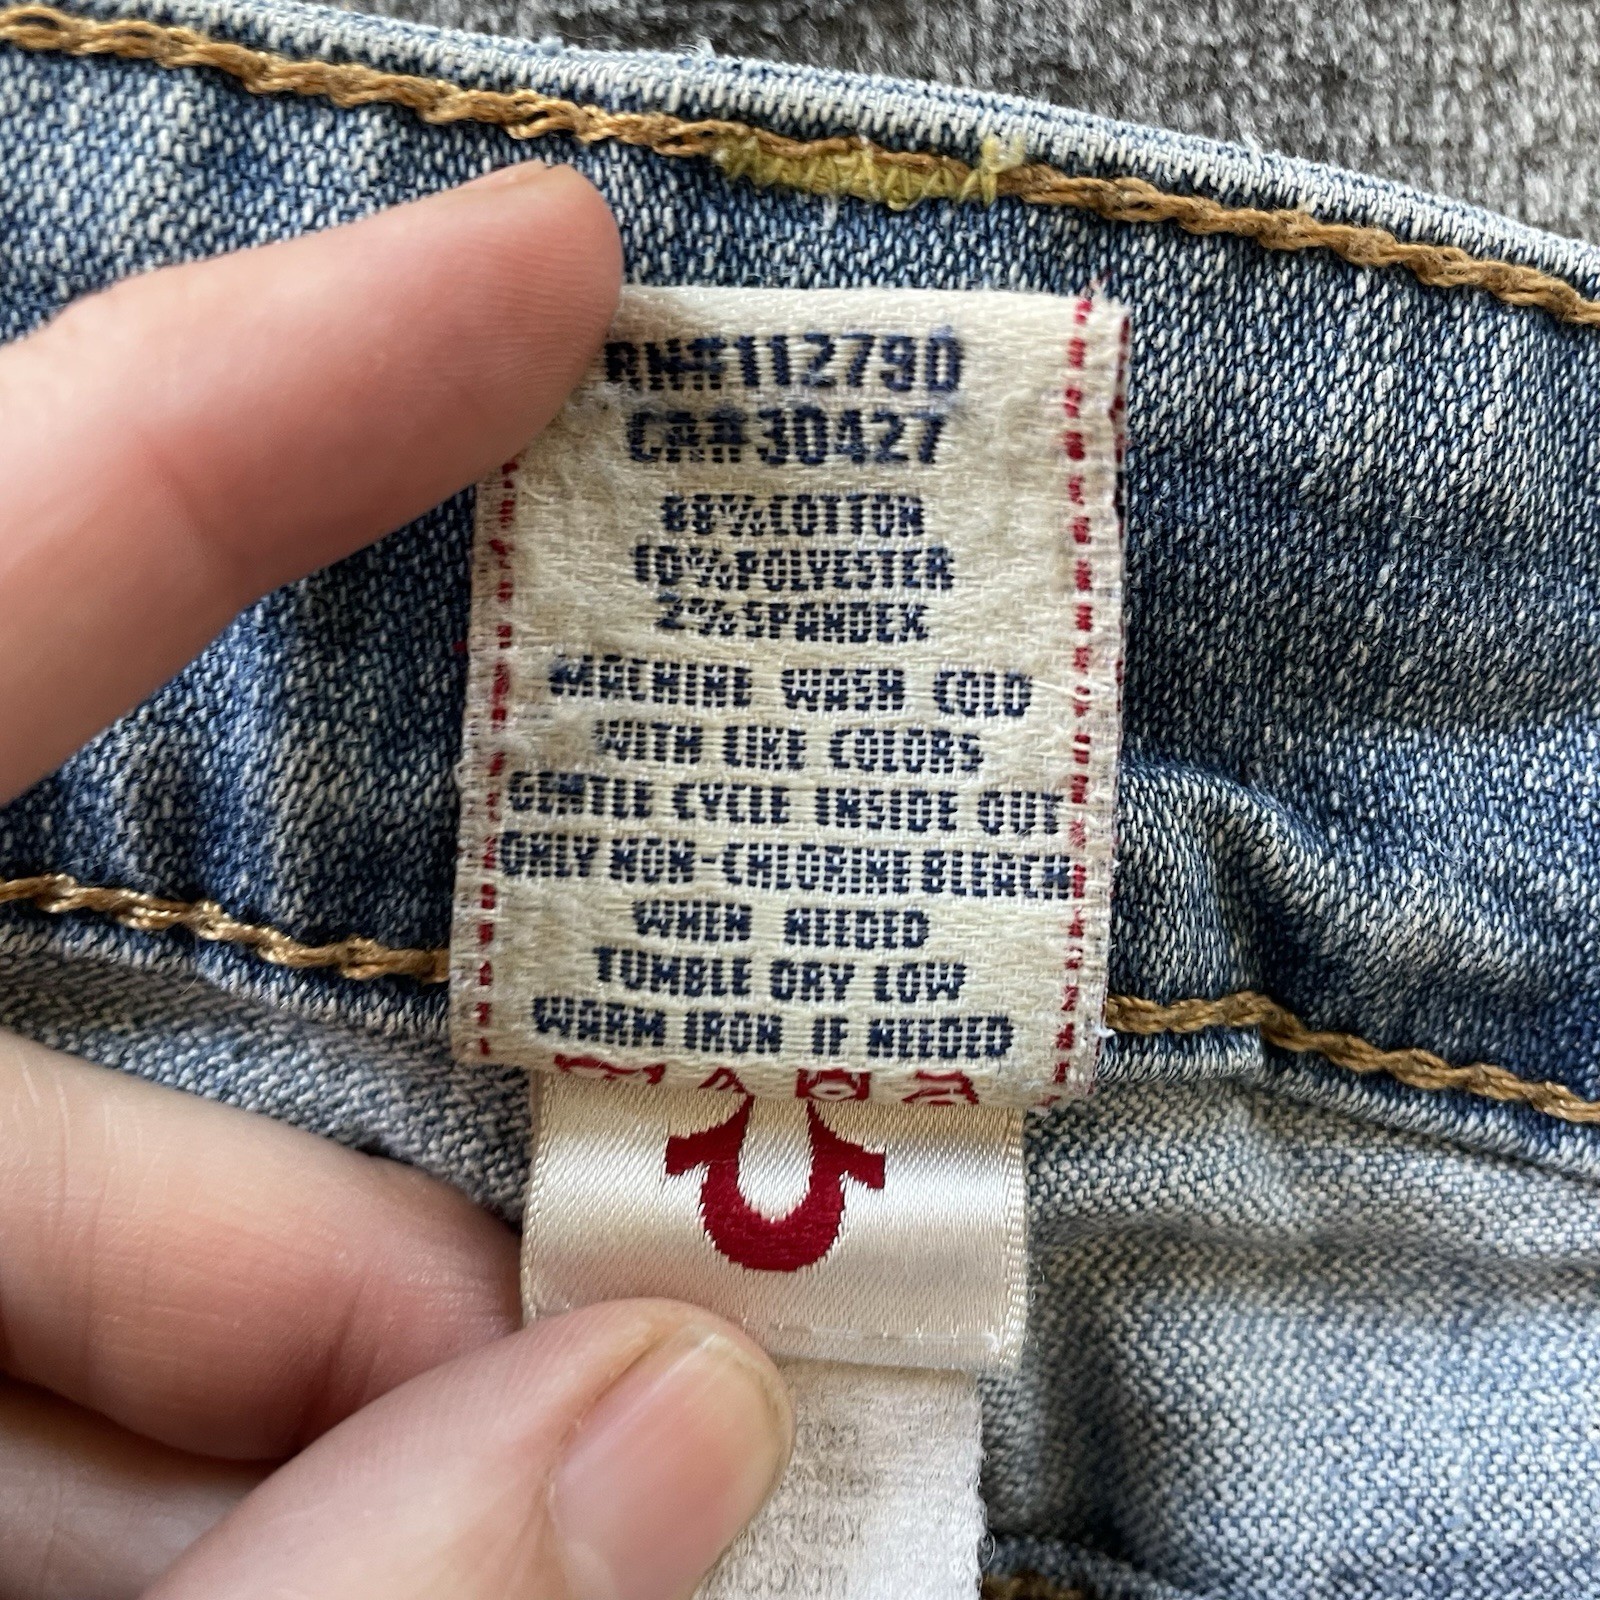 RN#112790
CA#30427
88%COTTON
10%POLYESTER
2%SPANDEX
MACHINE WASH COLD
WITH LIKE COLORS
GENTLE CYCLE INSIDE OUT
ONLY NON-CHLORINE BLEACH
WHEN NEEDED
TUMBLE DRY LOW
WARM IRON IF NEEDED